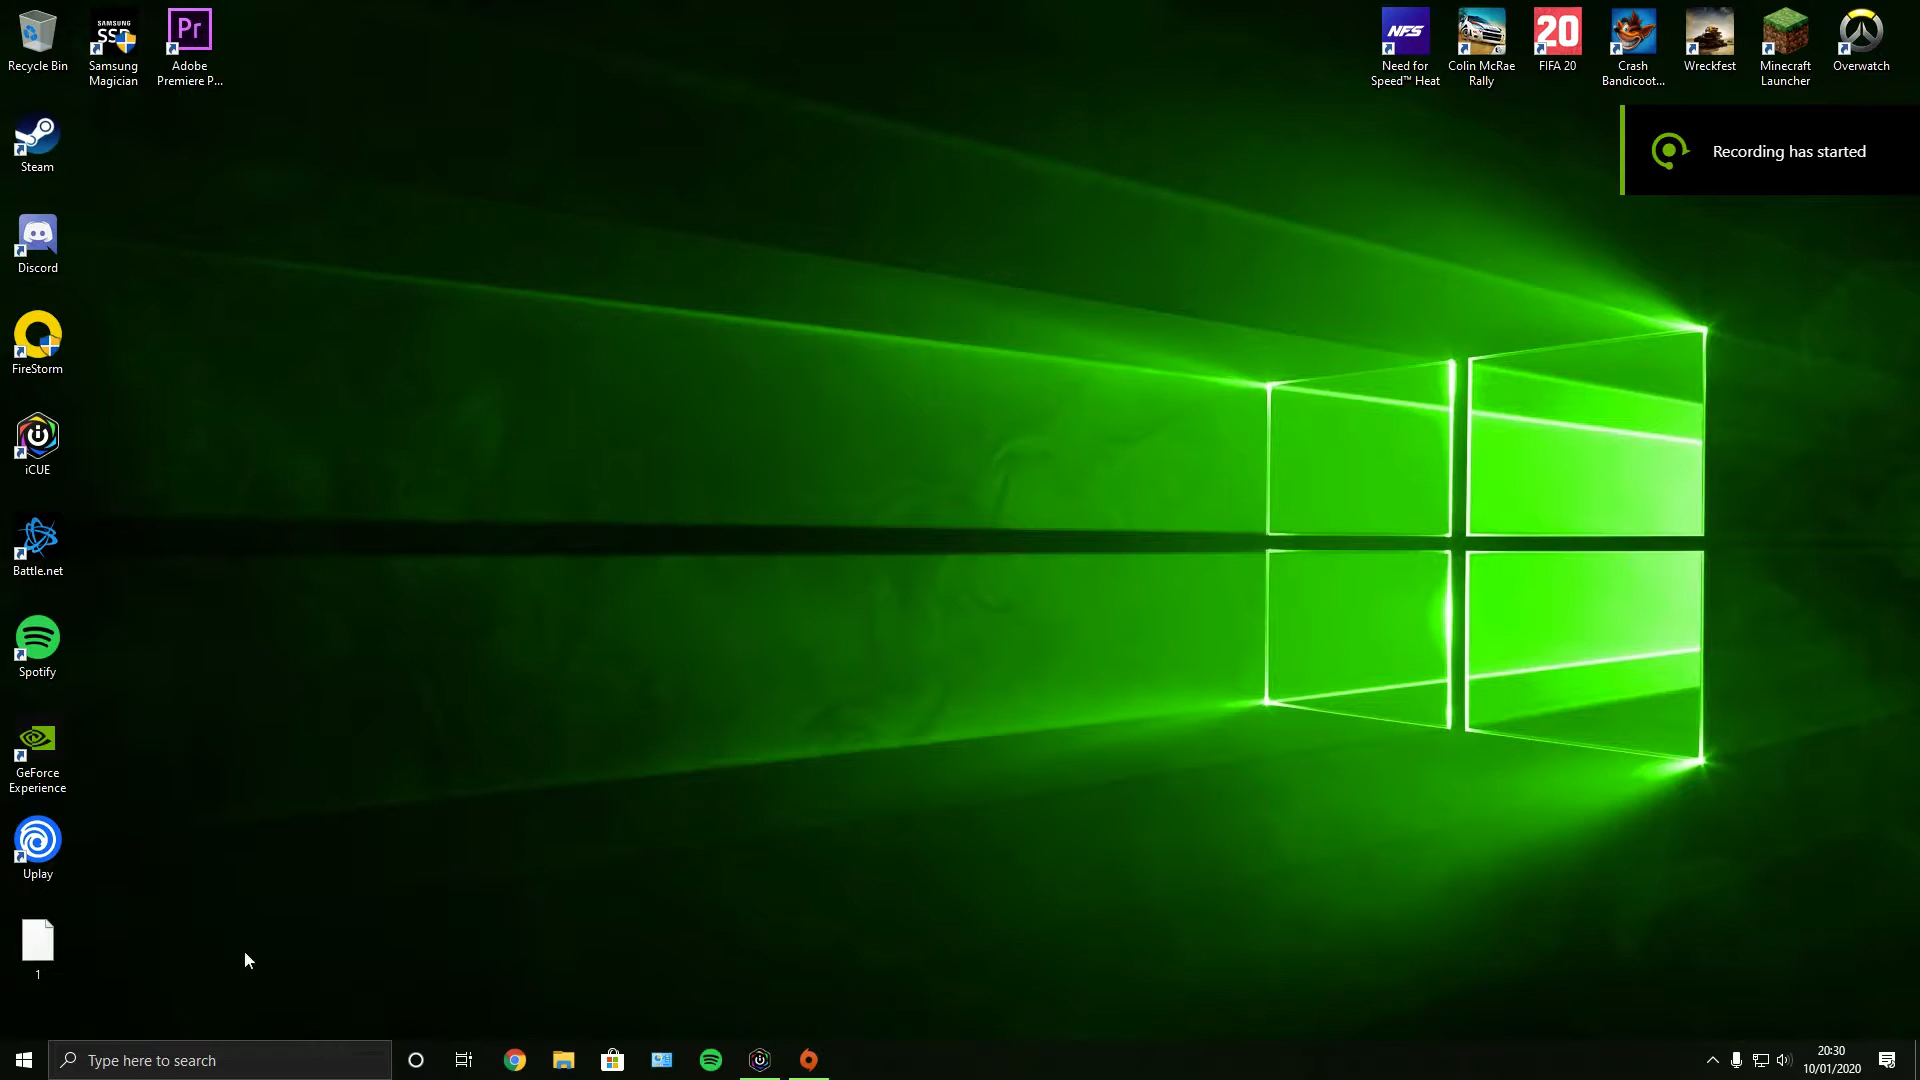 Recycle Bin
SAMSUNG
SSD
Samsung
Magician
Pr
Adobe
Premiere P...
Steam
Discord
FireStorm
iCUE
Battle.net
Spotify
GeForce
Experience
Uplay
1
NFS
Need for
Speed™ Heat
Colin McRae
Rally
20
FIFA 20
Crash
Bandicoot...
Wreckfest
Minecraft
Launcher
Overwatch
Recording has started
Type here to search
20:30
10/01/2020